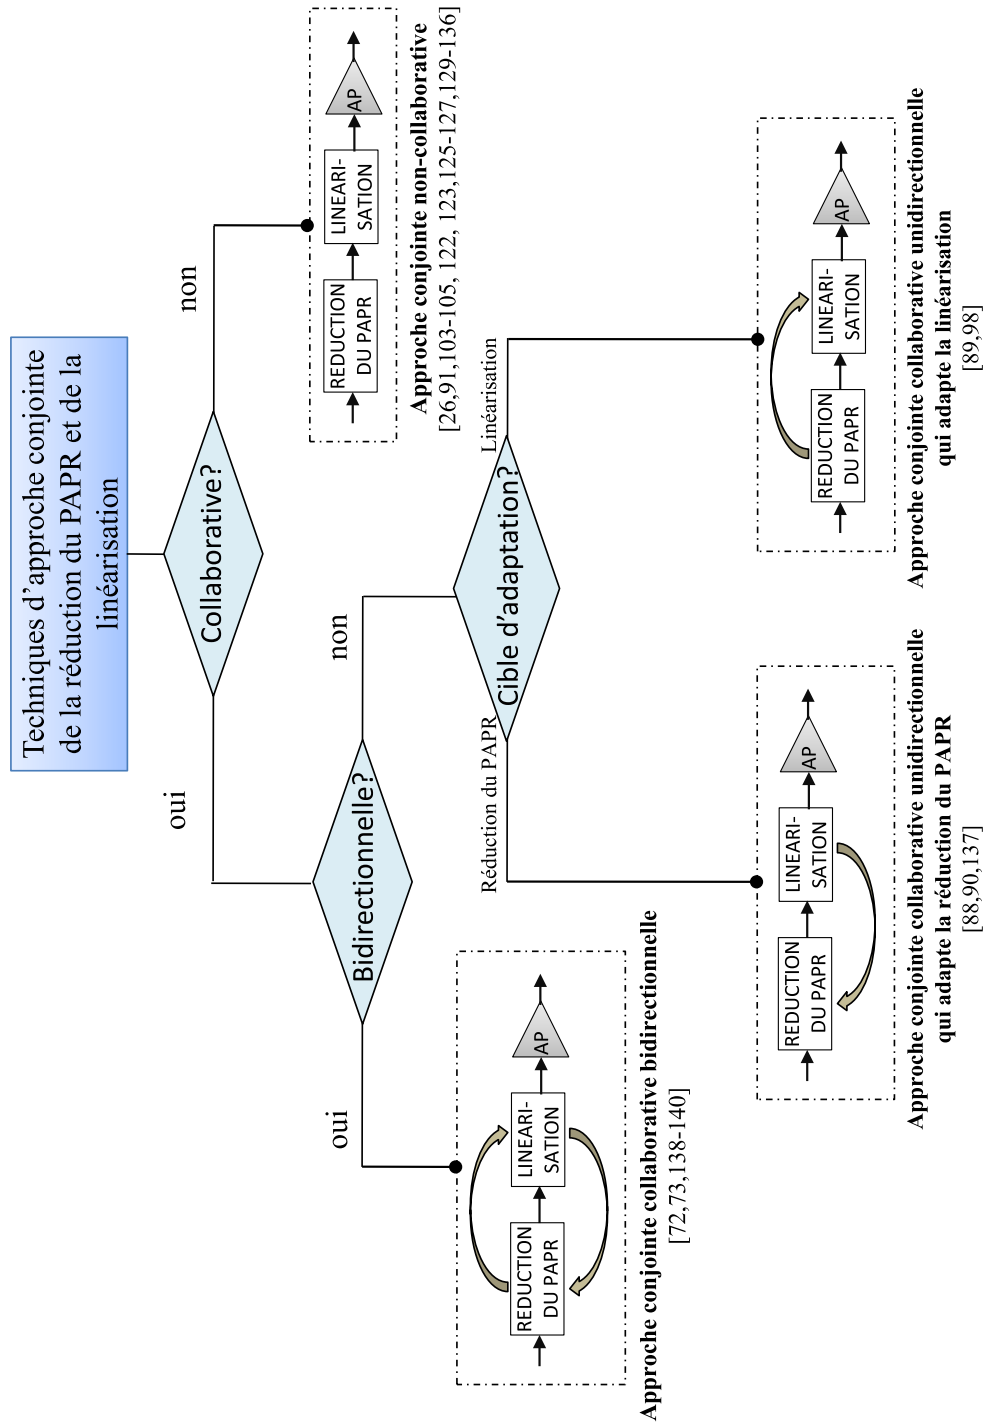 Techniques d'approche conjointe
de la réduction du PAPR et de la
linéarisation
Collaborative?
oui
non
REDUCTION
DU PAPR
LINEARI-
SATION
AP
Approche conjointe non-collaborative
[26,91,103-105, 122, 123,125-127,129-136]
Bidirectionnelle?
oui
non
REDUCTION
DU PAPR
LINEARI-
SATION
AP
Approche conjointe collaborative bidirectionnelle
[72,73,138-140]
Cible d'adaptation?
Réduction du PAPR
Linéarisation
REDUCTION
DU PAPR
LINEARI-
SATION
AP
Approche conjointe collaborative unidirectionnelle
qui adapte la réduction du PAPR
[88,90,137]
REDUCTION
DU PAPR
LINEARI-
SATION
AP
Approche conjointe collaborative unidirectionnelle
qui adapte la linéarisation
[89,98]